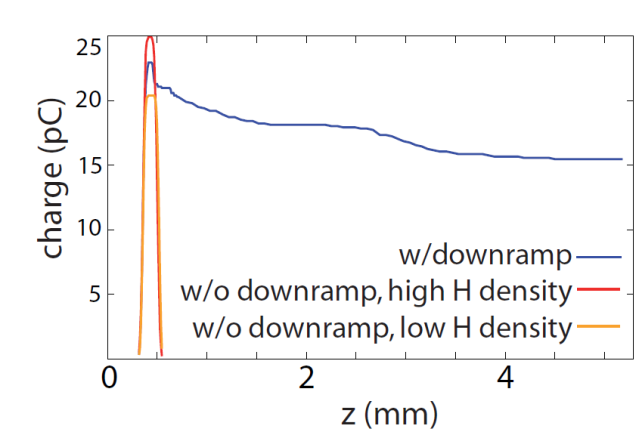 25
20
15
10
5
charge (pC)
w/downramp
w/o downramp, high H density
w/o downramp, low H density
0 2 4
z (mm)